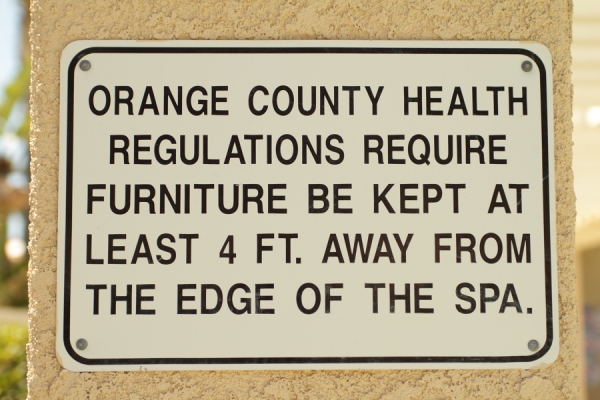 ORANGE COUNTY HEALTH
REGULATIONS REQUIRE
FURNITURE BE KEPT AT
LEAST 4 FT. AWAY FROM
THE EDGE OF THE SPA.